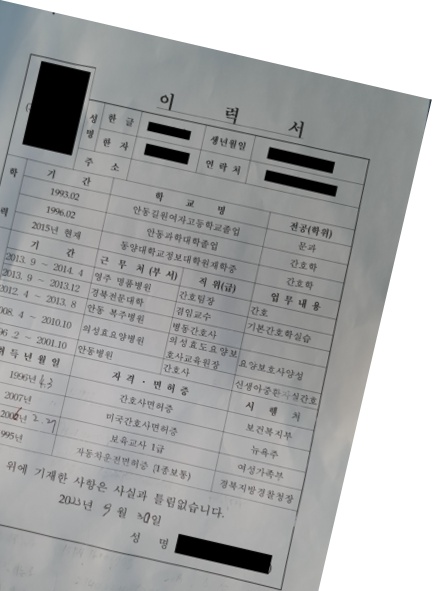 이 력 서
성 명 한 글 생년월일
한 자 연 락 처
주 소
학 력
기 간 학 교 명 전공(학위)
1993.02 안동길원여자고등학교졸업 문과
1996.02 안동과학대학졸업 간호학
2015년 현재 동양대학교정보대학원재학중 간호학
기 간 근 무 처 (부 서) 직 위(급) 업 무 내 용
2013. 9 ~ 2014. 4 영주 명품병원 간호팀장 간호
2013. 9 ~ 2013.12 경북전문대학 겸임교수 기본간호학실습
2012. 4 ~ 2013. 8 안동 복주병원 병동간호사
008. 4 ~ 2010.10 의성효요양병원 의성효도요양보호사교육원장 요양보호사양성
96. 2 ~ 2001.10 안동병원 간호사 신생아중환자실간호
득 년 월 일 자 격 · 면 허 증 시 행 처
1996년 간호사면허증 보건복지부
2007년 미국간호사면허증 뉴욕주
2. 27 보육교사 1급 여성가족부
995년 자동차운전면허증 (1종보통) 경북지방경찰청장
위에 기재한 사항은 사실과 틀림없습니다.
년 9 월 30일
성 명